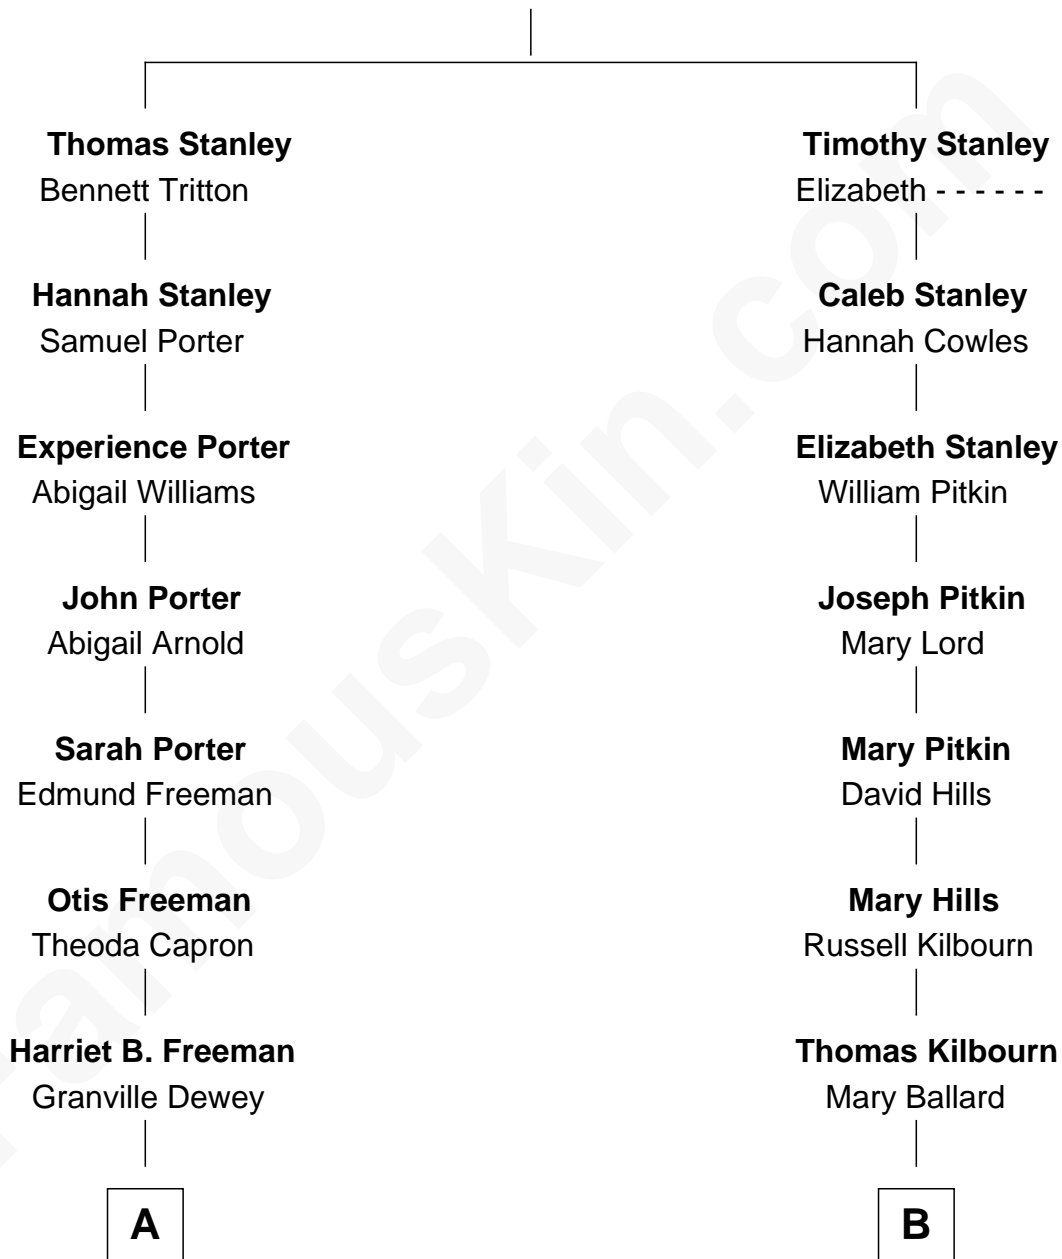 Thomas Stanley
Bennett Tritton
Hannah Stanley
Samuel Porter
Experience Porter
Abigail Williams
John Porter
Abigail Arnold
Sarah Porter
Edmund Freeman
Otis Freeman
Theoda Capron
Harriet B. Freeman
Granville Dewey
A
Timothy Stanley
Elizabeth - - - - - -
Caleb Stanley
Hannah Cowles
Elizabeth Stanley
William Pitkin
Joseph Pitkin
Mary Lord
Mary Pitkin
David Hills
Mary Hills
Russell Kilbourn
Thomas Kilbourn
Mary Ballard
B
FamousKin.com